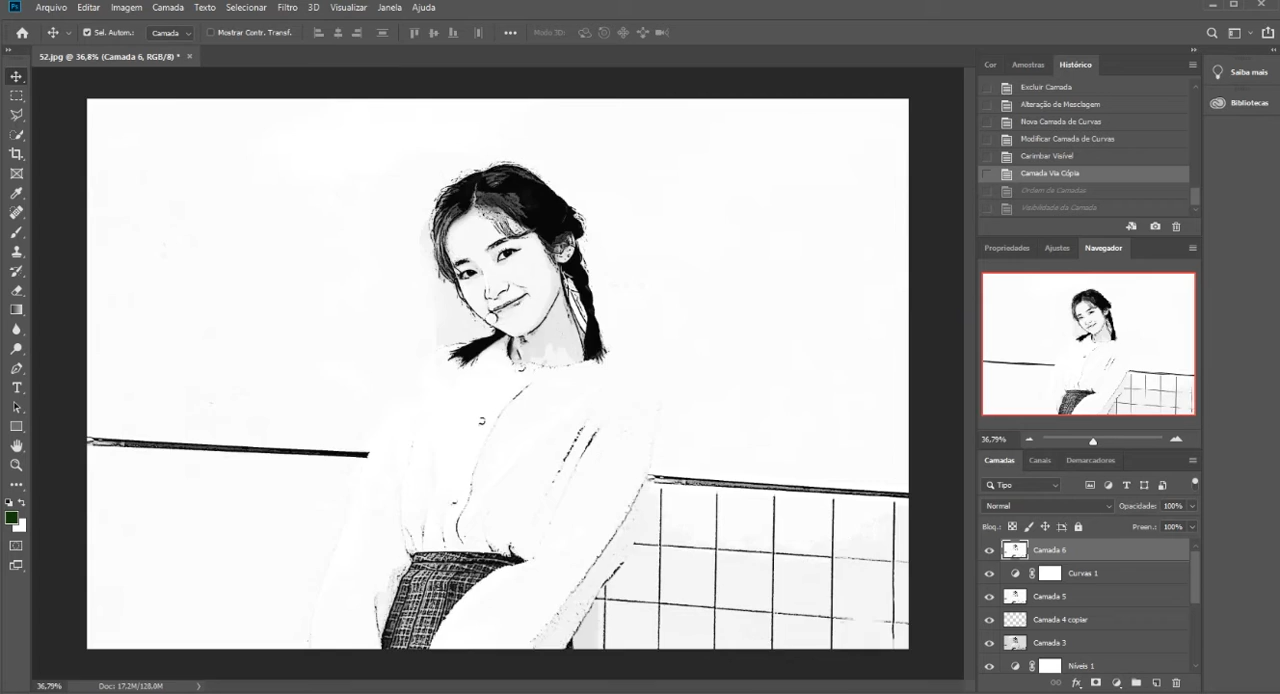 Ps Arquivo Editar Imagem Camada Texto Selecionar Filtro 3D Visualizar Janela Ajuda
Sel. Autom.: Camada Mostrar Contr. Transf. Modo 3D:
52.jpg @ 36,8% (Camada 6, RGB/8) * ×
Cor Amostras Histórico
Excluir Camada
Alteração de Mesclagem
Nova Camada de Curvas
Modificar Camada de Curvas
Carimbar Visível
Camada Via Cópia
Ordem de Camadas
Visibilidade da Camada
Saiba mais
Bibliotecas
Propriedades Ajustes Navegador
36,79%
Camadas Canais Demarcadores
Tipo
Normal Opacidade: 100%
Bloq.: Preen.: 100%
Camada 6
Curvas 1
Camada 5
Camada 4 copiar
Camada 3
Níveis 1
fx
36,79% Doc: 17,2M/128,0M